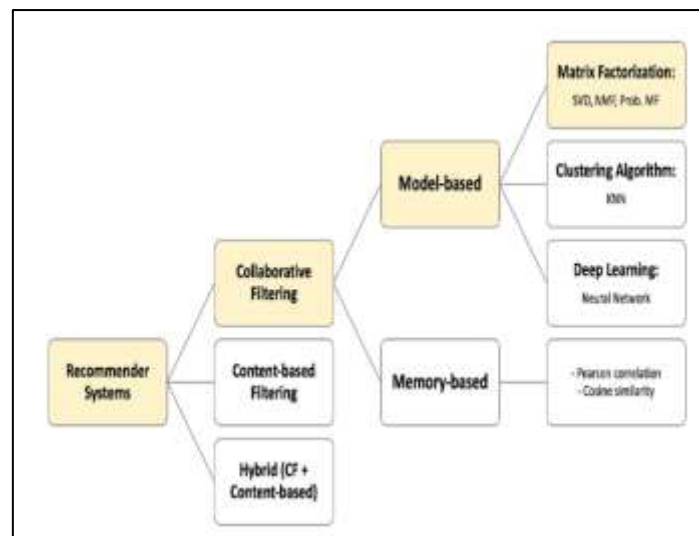 Matrix Factorization:
SVD, NMF, Prob. MF
Model-based
Clustering Algorithm:
KNN
Collaborative
Filtering
Deep Learning:
Neural Network
Recommender
Systems
Content-based
Filtering
Memory-based
- Pearson correlation
- Cosine similarity
Hybrid (CF +
Content-based)